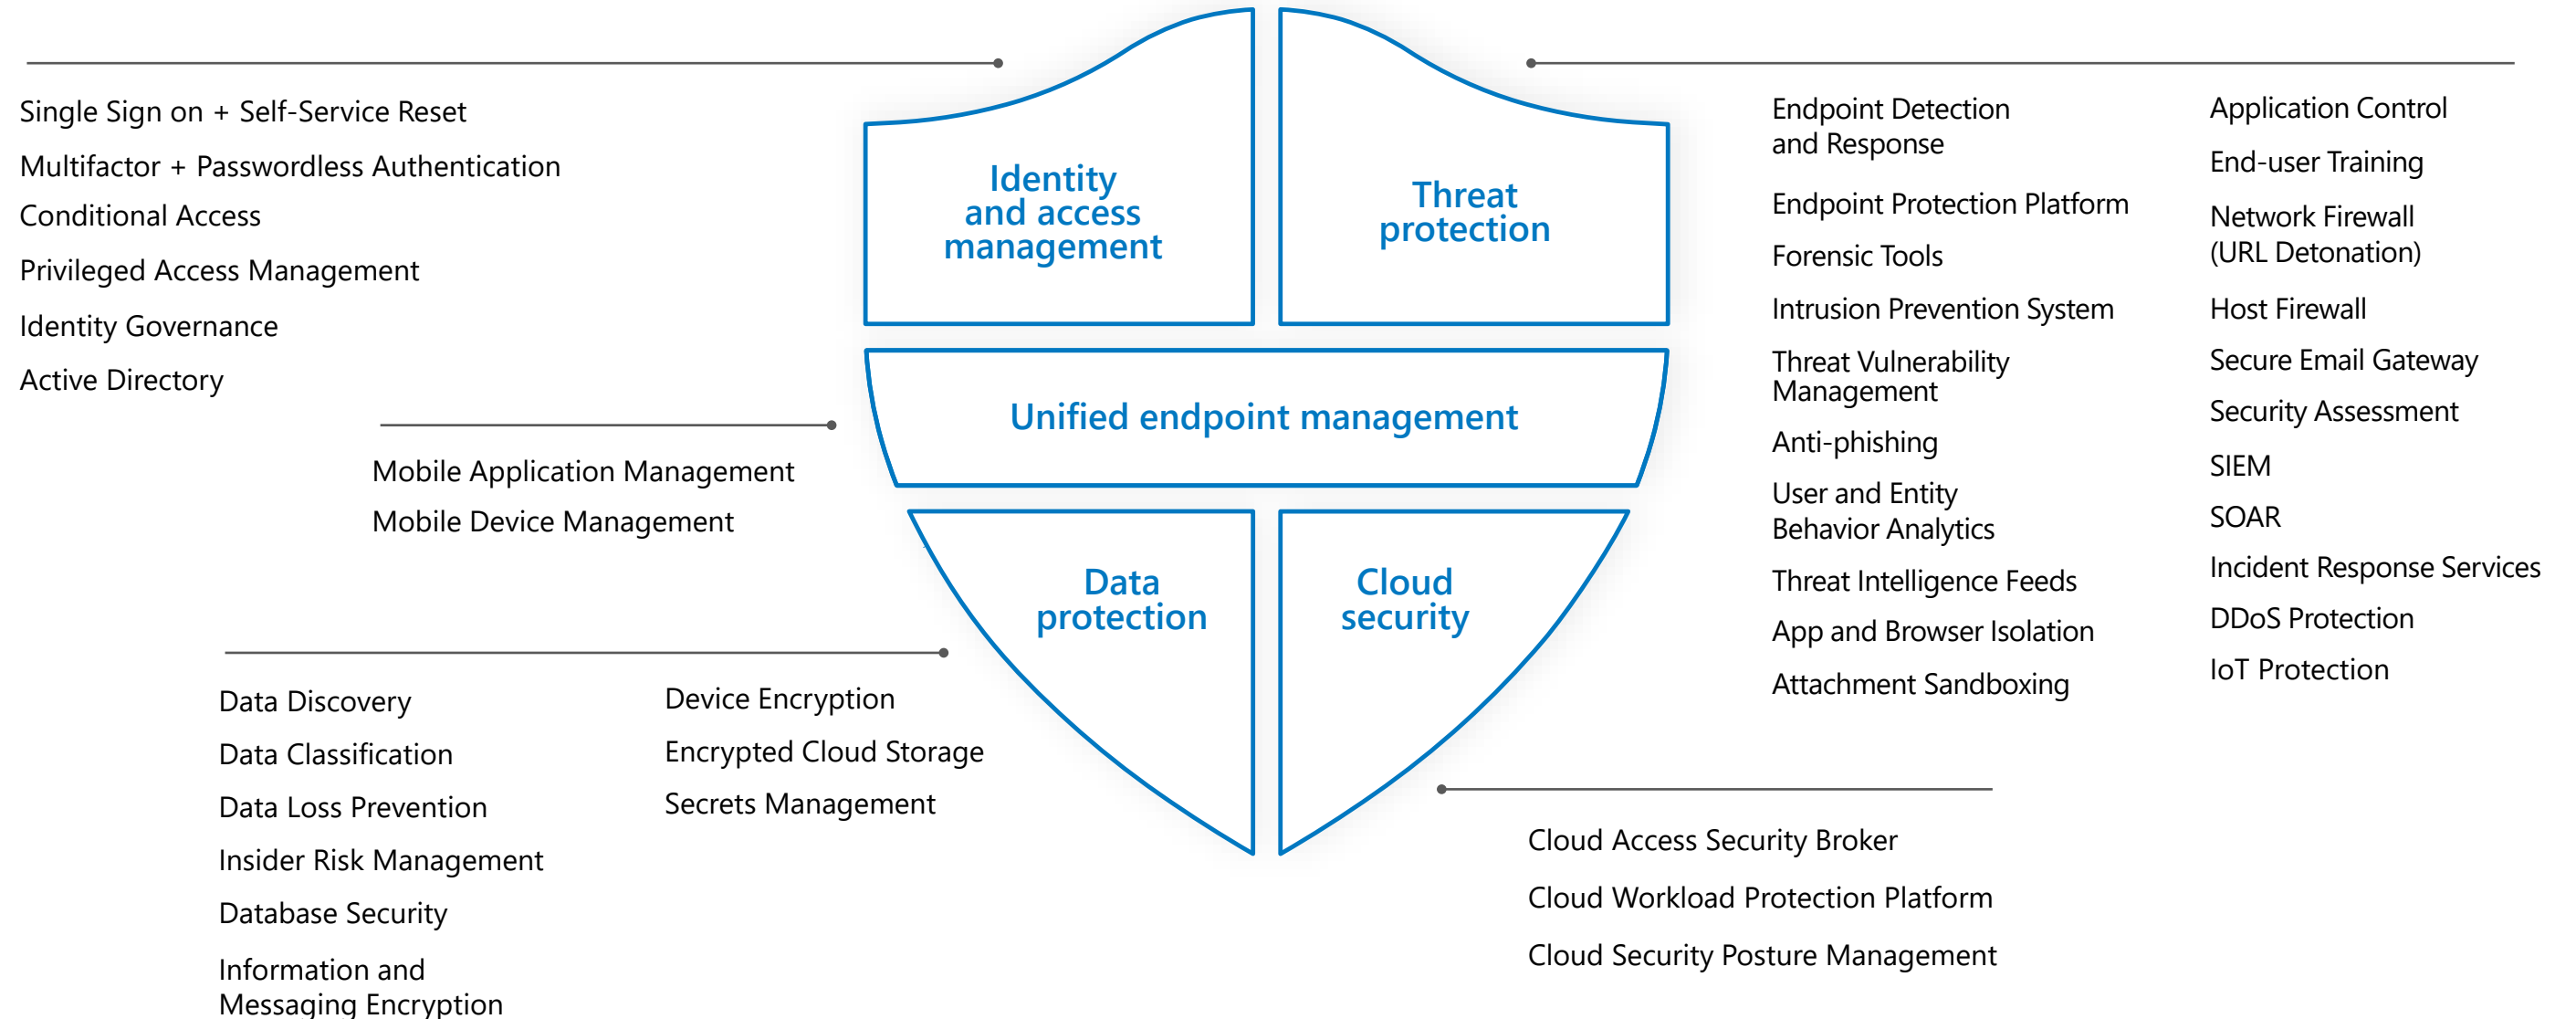 Single Sign on + Self-Service Reset
Multifactor + Passwordless Authentication
Conditional Access
Privileged Access Management
Identity Governance
Active Directory
Identity
and access
management
Threat
protection
Endpoint Detection
and Response
Endpoint Protection Platform
Forensic Tools
Intrusion Prevention System
Threat Vulnerability
Management
Anti-phishing
User and Entity
Behavior Analytics
Threat Intelligence Feeds
App and Browser Isolation
Attachment Sandboxing
Application Control
End-user Training
Network Firewall
(URL Detonation)
Host Firewall
Secure Email Gateway
Security Assessment
SIEM
SOAR
Incident Response Services
DDoS Protection
IoT Protection
Unified endpoint management
Mobile Application Management
Mobile Device Management
Data
protection
Cloud
security
Data Discovery
Data Classification
Data Loss Prevention
Insider Risk Management
Database Security
Information and
Messaging Encryption
Device Encryption
Encrypted Cloud Storage
Secrets Management
Cloud Access Security Broker
Cloud Workload Protection Platform
Cloud Security Posture Management